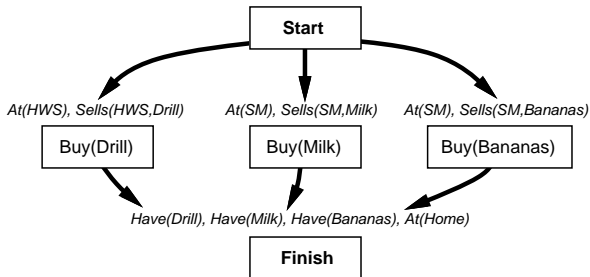 Start
At(HWS), Sells(HWS,Drill) At(SM), Sells(SM,Milk) At(SM), Sells(SM,Bananas)
Buy(Drill) Buy(Milk) Buy(Bananas)
Have(Drill), Have(Milk), Have(Bananas), At(Home)
Finish